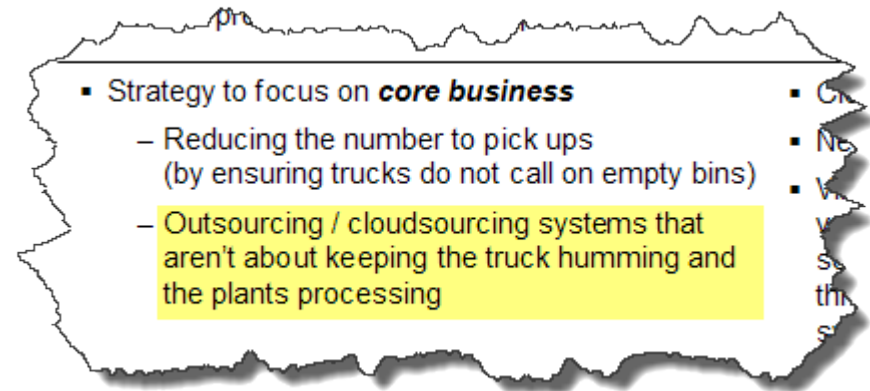 ▪ Strategy to focus on core business
– Reducing the number to pick ups
(by ensuring trucks do not call on empty bins)
– Outsourcing / cloudsourcing systems that
aren't about keeping the truck humming and
the plants processing